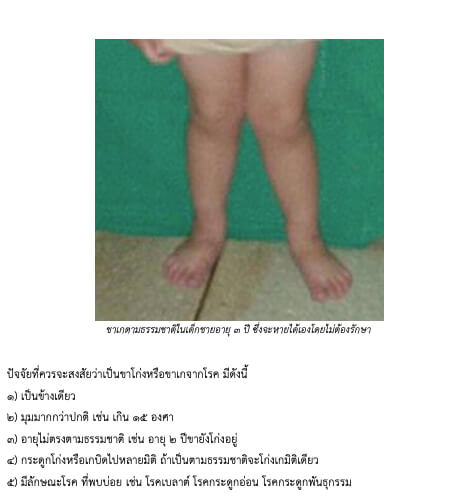 ขาเกตามธรรมชาติในเด็กชายอายุ ๓ ปี ซึ่งจะหายได้เองโดยไม่ต้องรักษา
ปัจจัยที่ควรจะสงสัยว่าเป็นขาโก่งหรือขาเกจากโรค มีดังนี้
๑) เป็นข้างเดียว
๒) มุมมากกว่าปกติ เช่น เกิน ๑๕ องศา
๓) อายุไม่ตรงตามธรรมชาติ เช่น อายุ ๒ ปีขายังโก่งอยู่
๔) กระดูกโก่งหรือเกบิดไปหลายมิติ ถ้าเป็นตามธรรมชาติจะโก่งเกมิติเดียว
๕) มีลักษณะโรค ที่พบบ่อย เช่น โรคเบลาต์ โรคกระดูกอ่อน โรคกระดูกพันธุกรรม